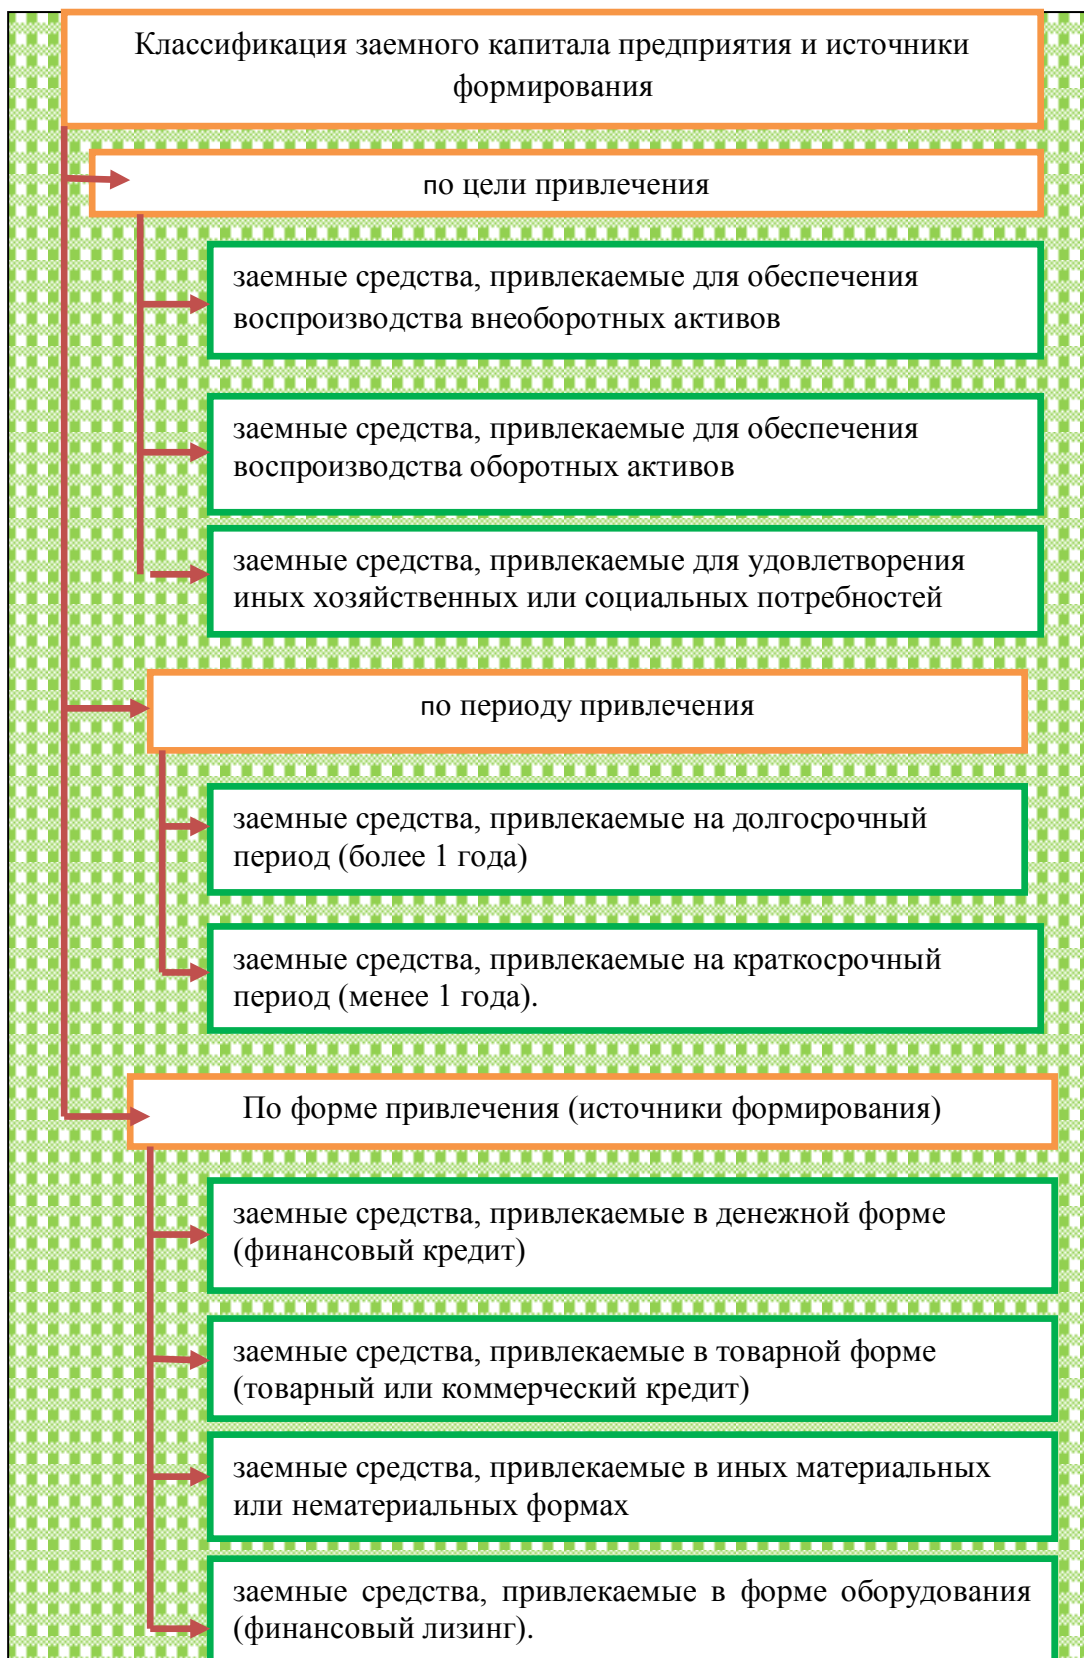 Классификация заемного капитала предприятия и источники
формирования
по цели привлечения
заемные средства, привлекаемые для обеспечения
воспроизводства внеоборотных активов
заемные средства, привлекаемые для обеспечения
воспроизводства оборотных активов
заемные средства, привлекаемые для удовлетворения
иных хозяйственных или социальных потребностей
по периоду привлечения
заемные средства, привлекаемые на долгосрочный
период (более 1 года)
заемные средства, привлекаемые на краткосрочный
период (менее 1 года).
По форме привлечения (источники формирования)
заемные средства, привлекаемые в денежной форме
(финансовый кредит)
заемные средства, привлекаемые в товарной форме
(товарный или коммерческий кредит)
заемные средства, привлекаемые в иных материальных
или нематериальных формах
заемные средства, привлекаемые в форме оборудования
(финансовый лизинг).